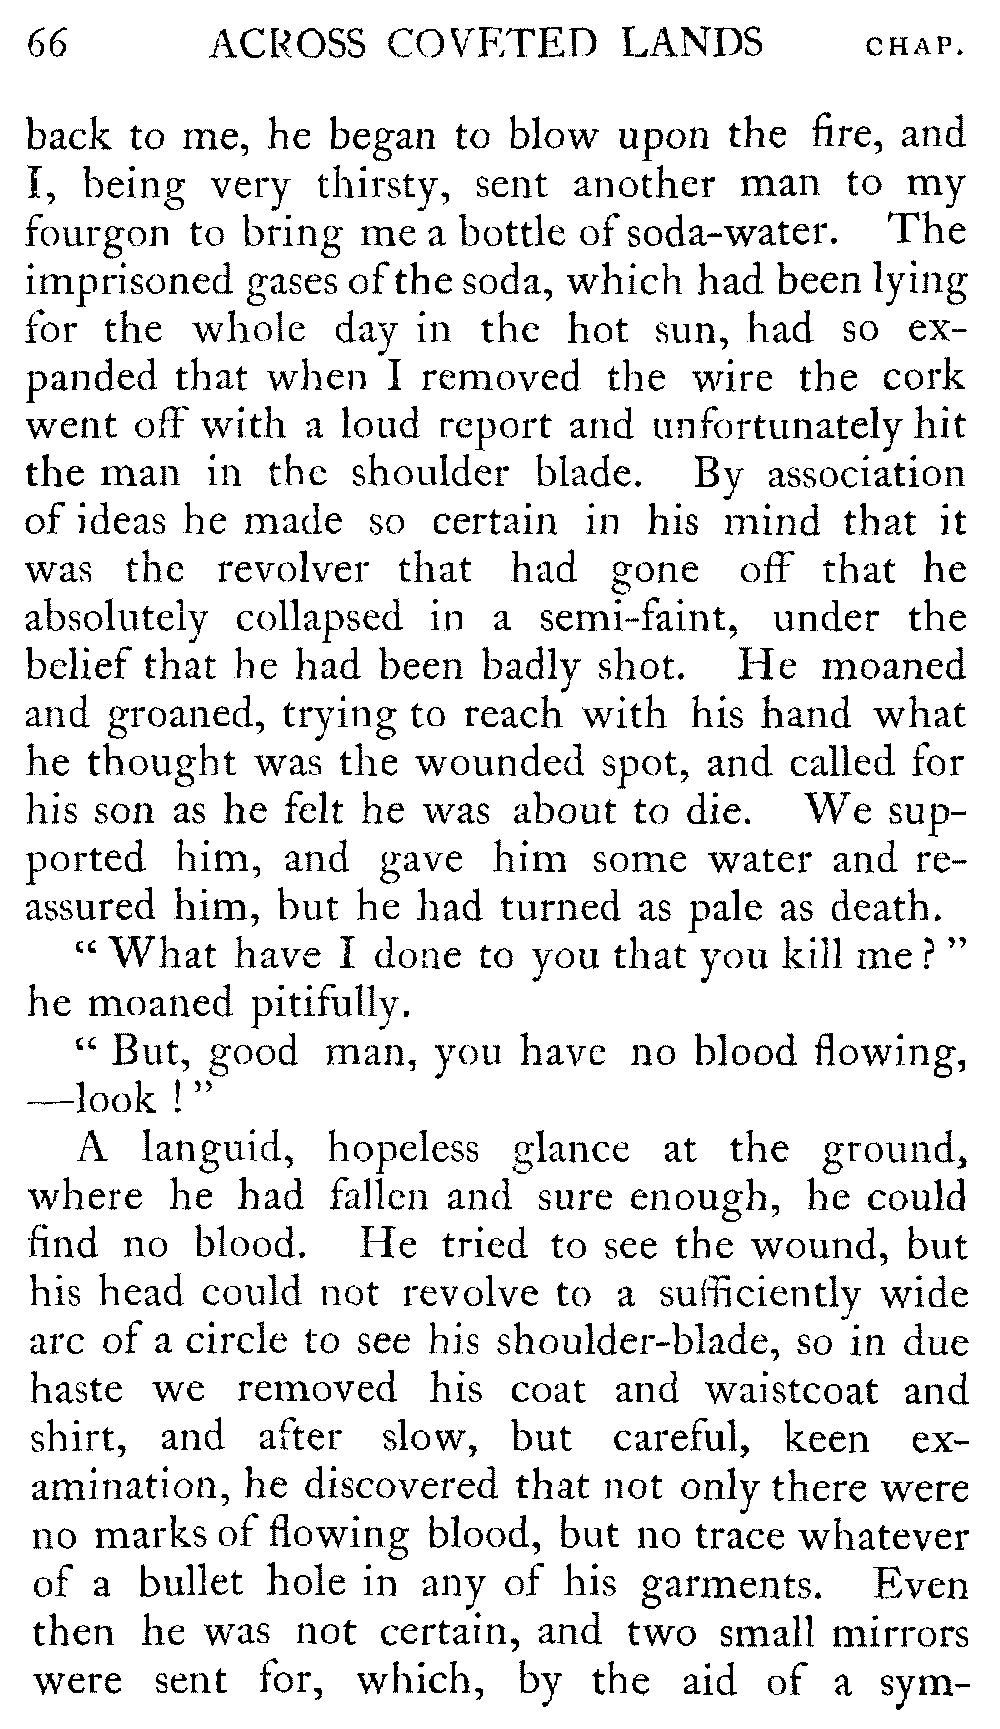 66 ACROSS COVETED LANDS CHAP.
back to me, he began to blow upon the fire, and
I, being very thirsty, sent another man to my
fourgon to bring me a bottle of soda-water. The
imprisoned gases of the soda, which had been lying
for the whole day in the hot sun, had so ex-
panded that when I removed the wire the cork
went off with a loud report and unfortunately hit
the man in the shoulder blade. By association
of ideas he made so certain in his mind that it
was the revolver that had gone off that he
absolutely collapsed in a semi-faint, under the
belief that he had been badly shot. He moaned
and groaned, trying to reach with his hand what
he thought was the wounded spot, and called for
his son as he felt he was about to die. We sup-
ported him, and gave him some water and re-
assured him, but he had turned as pale as death.
“ What have I done to you that you kill me ? ”
he moaned pitifully.
“ But, good man, you have no blood flowing,
—look ! ”
A languid, hopeless glance at the ground,
where he had fallen and sure enough, he could
find no blood. He tried to see the wound, but
his head could not revolve to a sufficiently wide
arc of a circle to see his shoulder-blade, so in due
haste we removed his coat and waistcoat and
shirt, and after slow, but careful, keen ex-
amination, he discovered that not only there were
no marks of flowing blood, but no trace whatever
of a bullet hole in any of his garments. Even
then he was not certain, and two small mirrors
were sent for, which, by the aid of a sym-